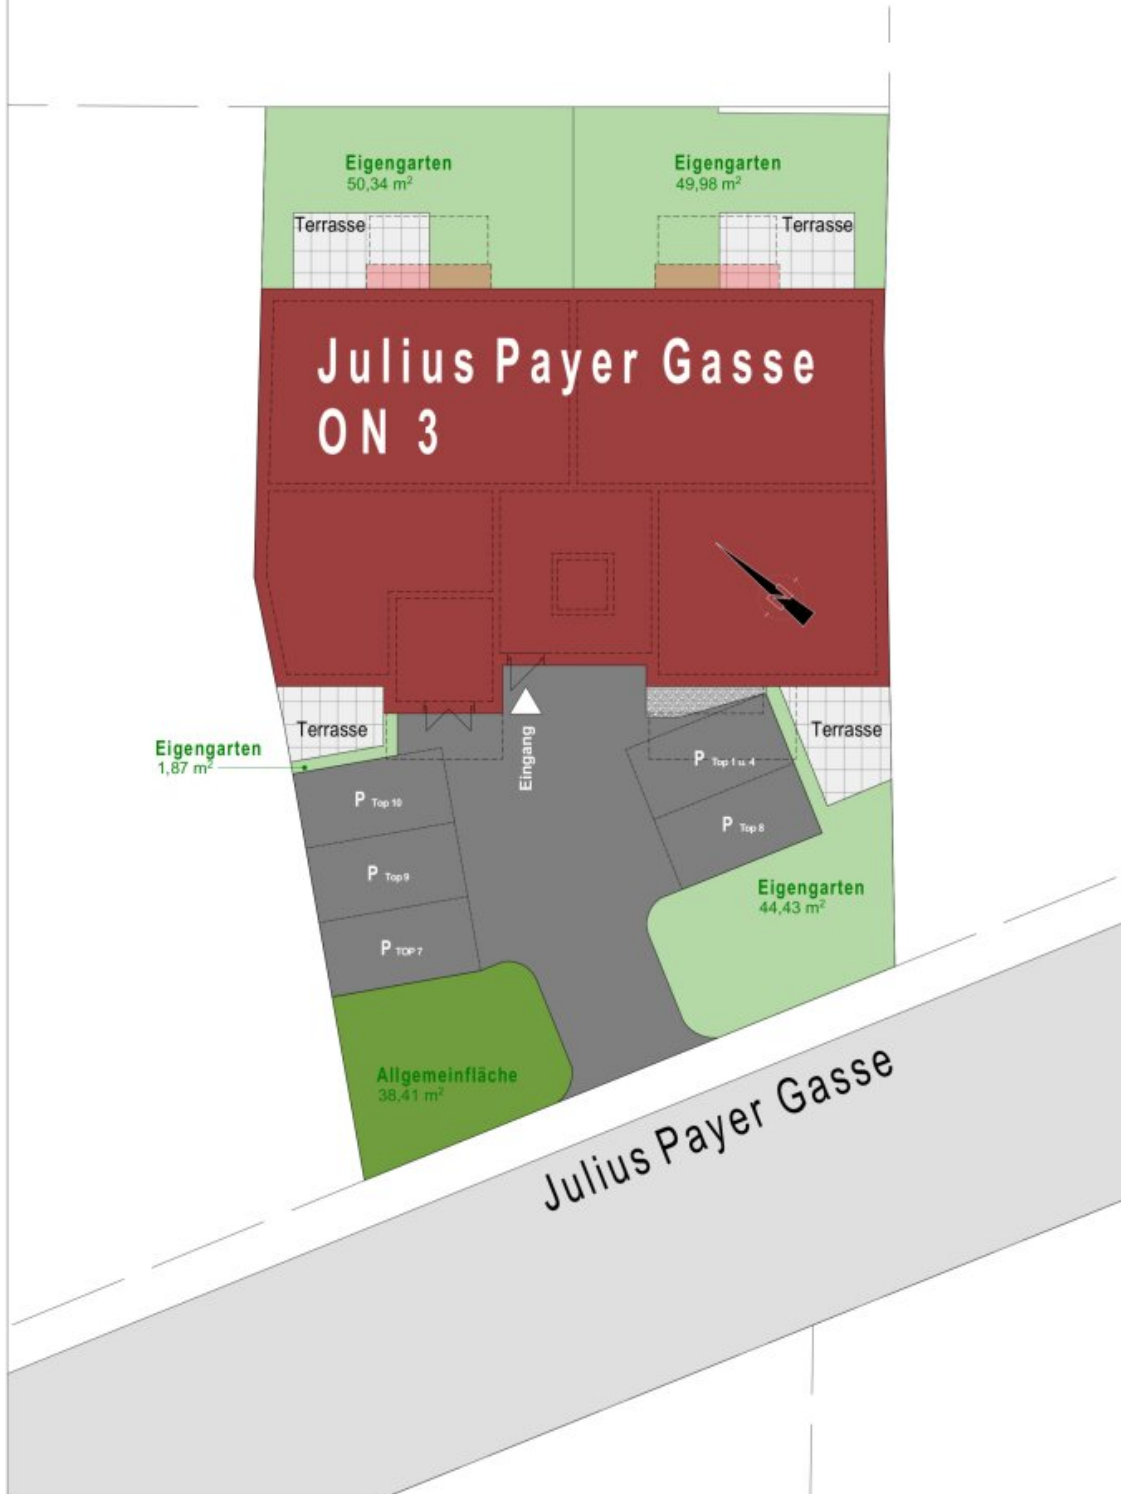 Eigengarten
50,34 m²
Eigengarten
49,98 m²
Terrasse
Terrasse
Julius Payer Gasse
ON 3
N
Terrasse
Eigengarten
1,87 m²
Eingang
Terrasse
P Top 1 u. 4
P Top 8
P Top 10
P Top 9
P TOP 7
Eigengarten
44,43 m²
Allgemeinfläche
38,41 m²
Julius Payer Gasse